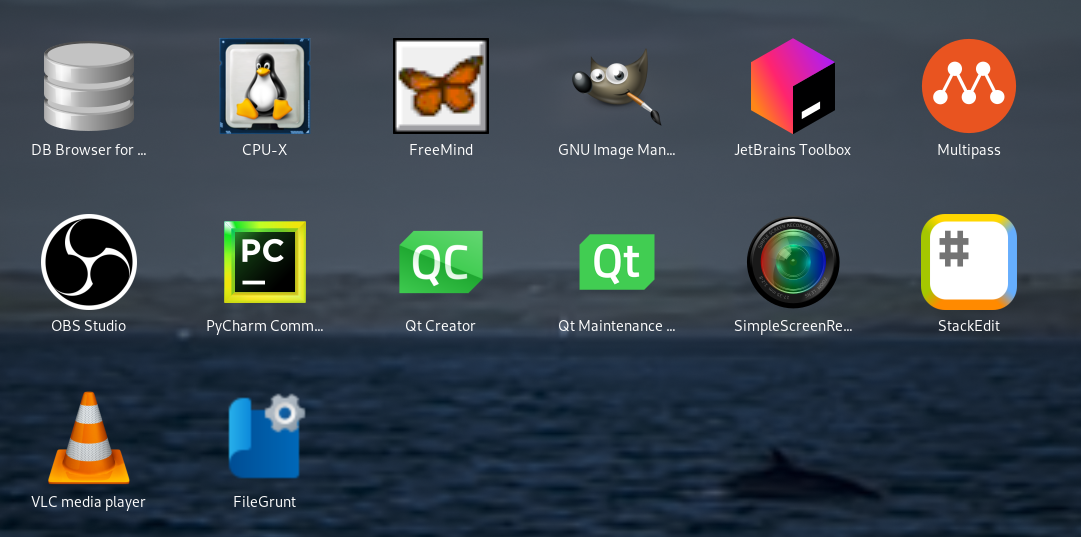 DB Browser for ...
CPU-X
FreeMind
GNU Image Man...
JetBrains Toolbox
Multipass
PC
QC
Qt
#
OBS Studio
PyCharm Comm...
Qt Creator
Qt Maintenance ...
SimpleScreenRe...
StackEdit
VLC media player
FileGrunt